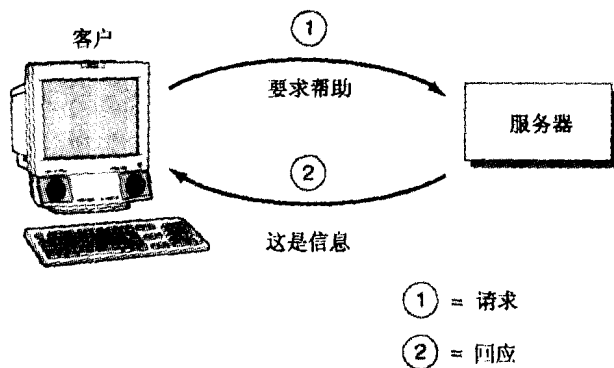 客户
①
要求帮助
服务器
②
这是信息
① = 请求
② = 回应